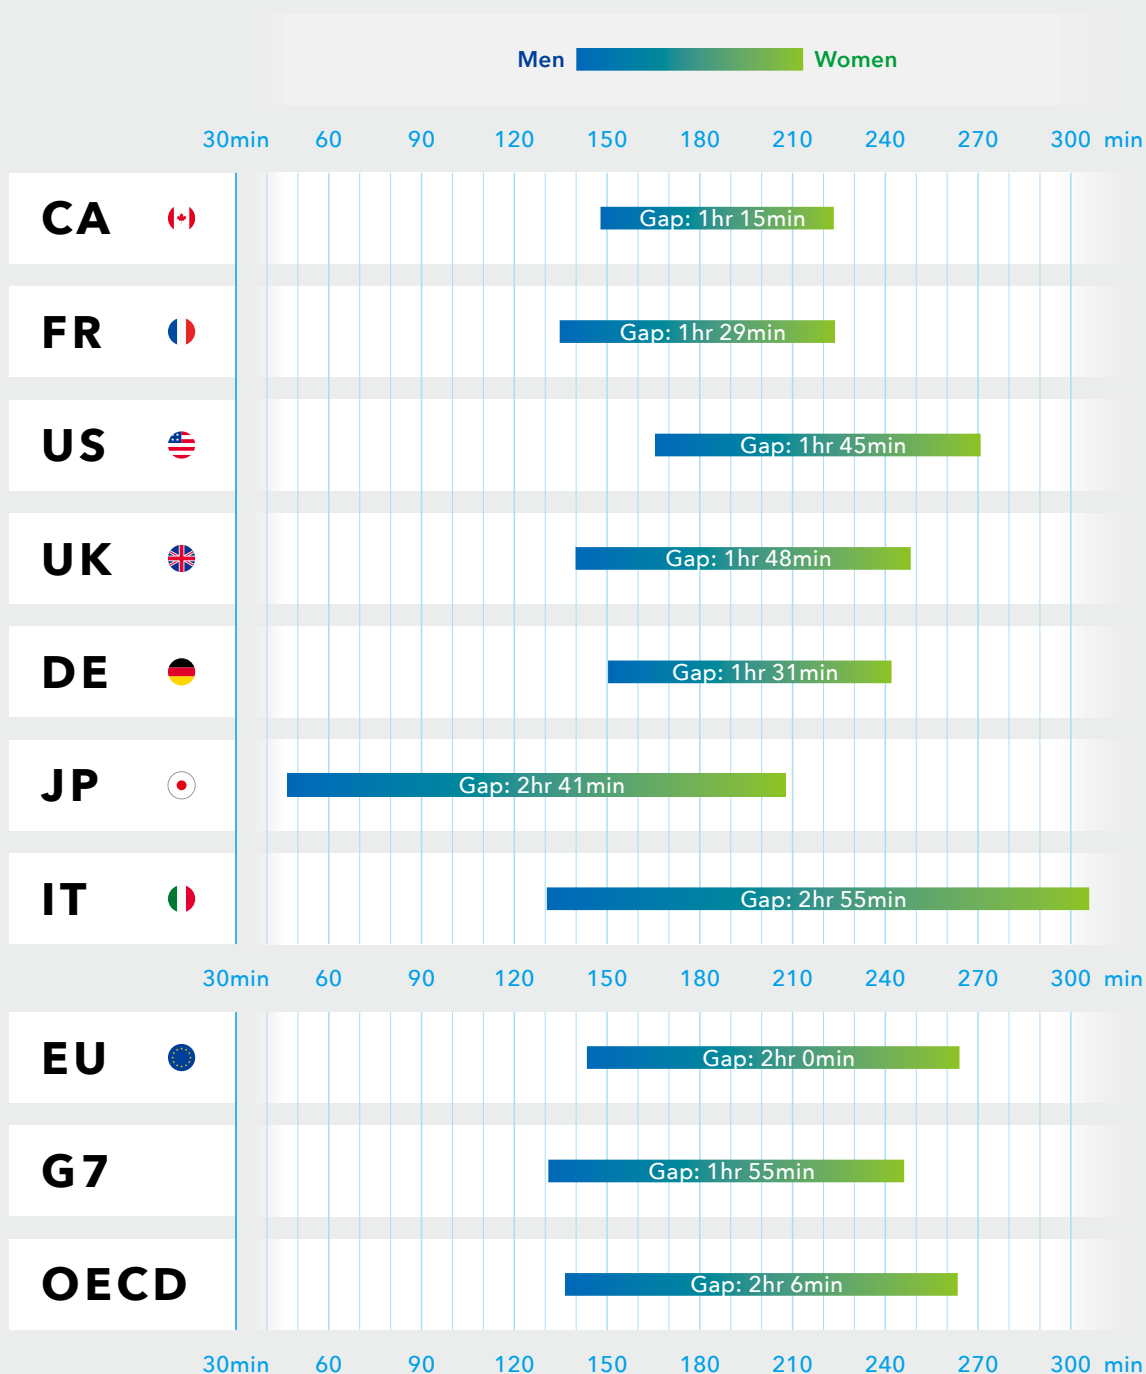 Men Women
30min 60 90 120 150 180 210 240 270 300 min
CA Gap: 1hr 15min
FR Gap: 1hr 29min
US Gap: 1hr 45min
UK Gap: 1hr 48min
DE Gap: 1hr 31min
JP Gap: 2hr 41min
IT Gap: 2hr 55min
30min 60 90 120 150 180 210 240 270 300 min
EU Gap: 2hr 0min
G7 Gap: 1hr 55min
OECD Gap: 2hr 6min
30min 60 90 120 150 180 210 240 270 300 min